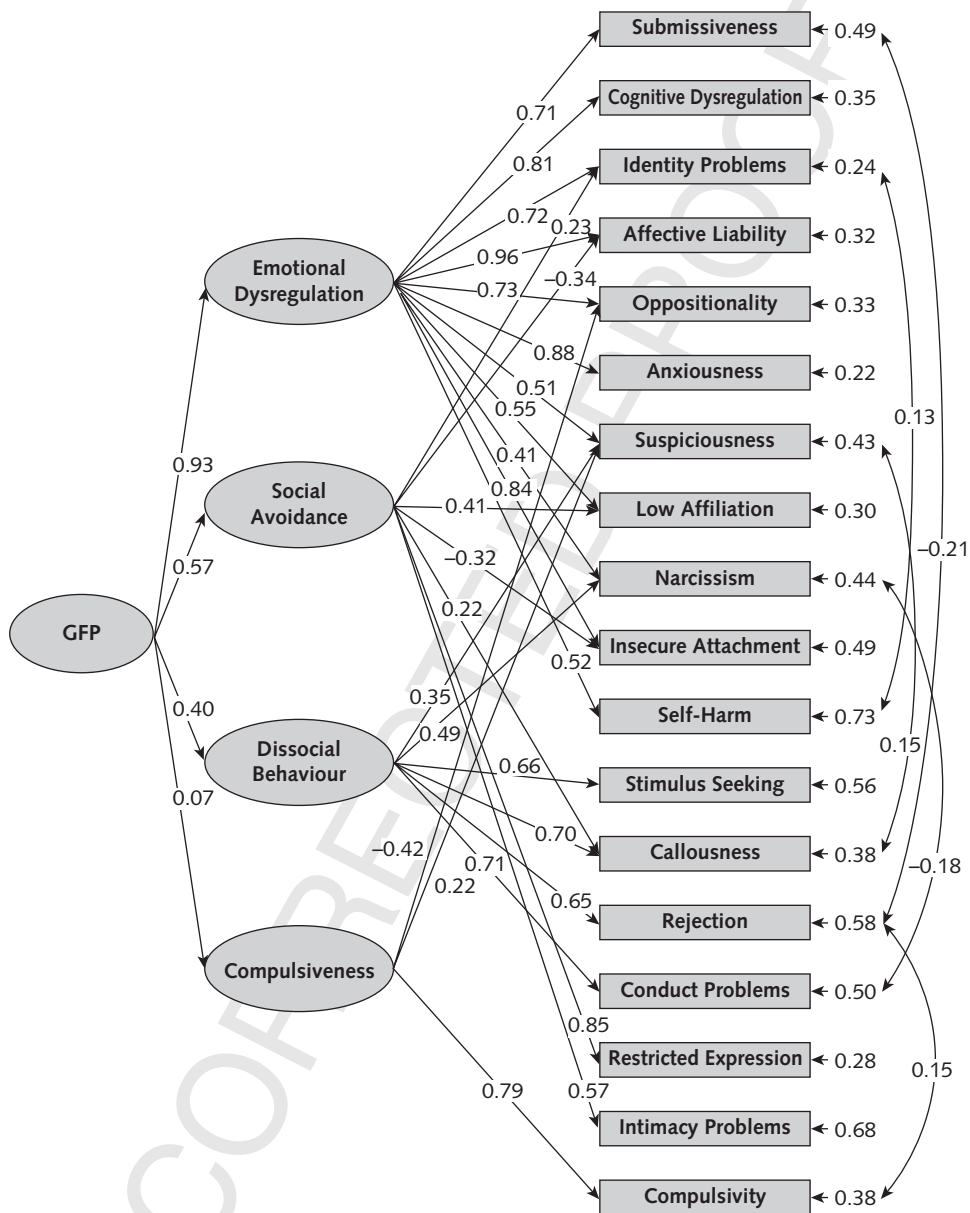 Submissiveness
0.49
Cognitive Dysregulation
0.35
0.71
0.81
Identity Problems
0.24
0.72
0.23
Affective Liability
0.32
Emotional
Dysregulation
0.96
–0.34
0.73
Oppositionality
0.33
0.88
Anxiousness
0.22
0.51
0.55
0.13
Suspiciousness
0.43
0.93
0.41
0.84
Social
Avoidance
0.41
Low Affiliation
0.30
–0.21
0.57
–0.32
Narcissism
0.44
0.22
GFP
Insecure Attachment
0.49
0.52
0.35
0.40
Self-Harm
0.73
0.49
0.15
Dissocial
Behaviour
0.66
Stimulus Seeking
0.56
0.07
0.70
–0.42
0.71
Callousness
0.38
–0.18
0.22
0.65
Rejection
0.58
Compulsiveness
Conduct Problems
0.50
0.85
Restricted Expression
0.28
0.15
0.79
0.57
Intimacy Problems
0.68
Compulsivity
0.38